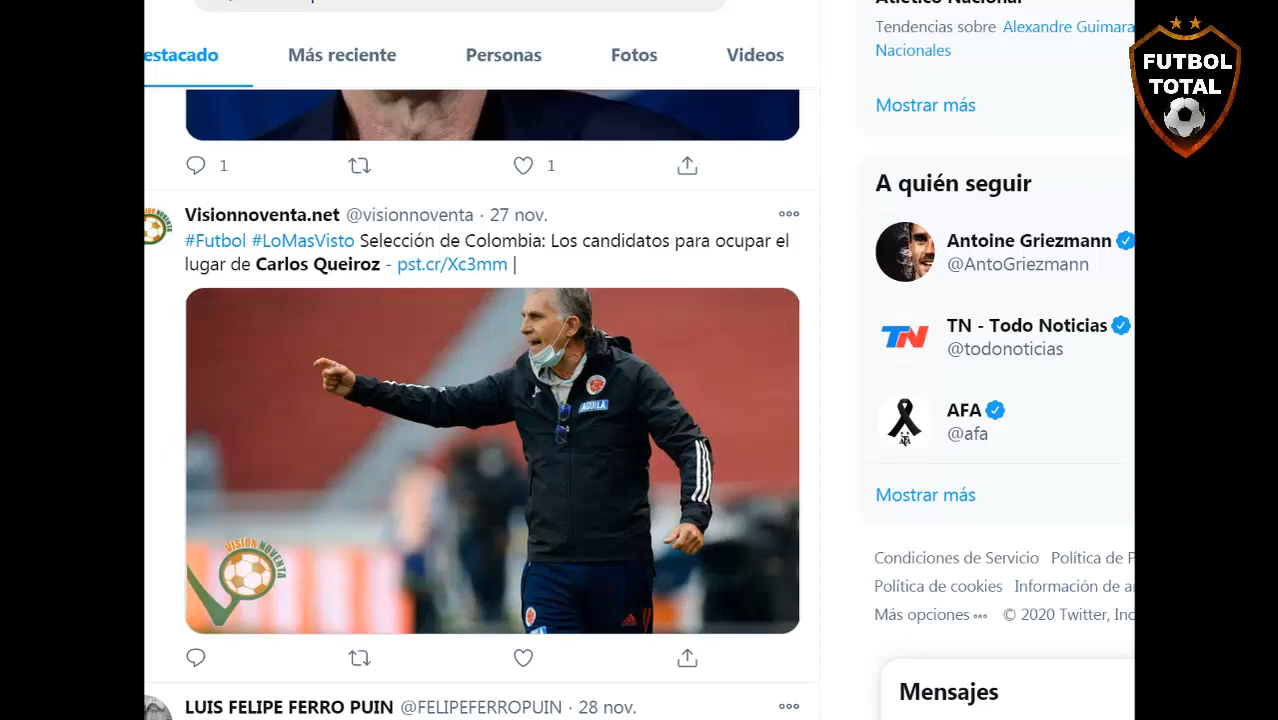 Tendencias sobre Alexandre Guimara
Nacionales
Mostrar más
FUTBOL
TOTAL
estacado Más reciente Personas Fotos Videos
1 1
Visionnoventa.net @visionnoventa · 27 nov.
#Futbol #LoMasVisto Selección de Colombia: Los candidatos para ocupar el
lugar de Carlos Queiroz - pst.cr/Xc3mm |
AGUILA
VISION NOVENTA
A quién seguir
Antoine Griezmann
@AntoGriezmann
TN
TN - Todo Noticias
@todonoticias
AFA
AFA
@afa
Mostrar más
Condiciones de Servicio Política de P
Política de cookies Información de a
Más opciones © 2020 Twitter, Inc
Mensajes
LUIS FELIPE FERRO PUIN @FELIPEFERROPUIN · 28 nov.